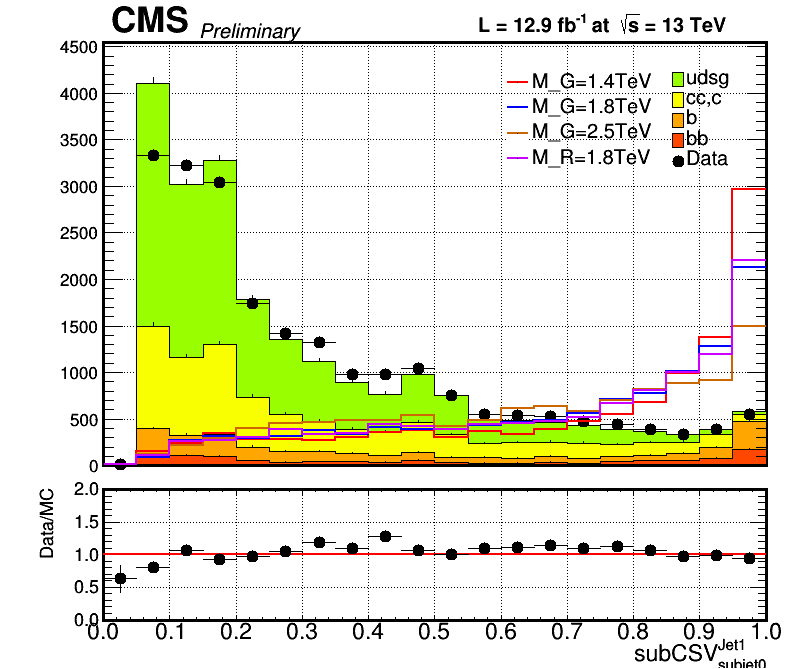 CMS Preliminary L = 12.9 fb⁻¹ at √s = 13 TeV
4500
4000
3500
3000
2500
2000
1500
1000
500
0
M_G=1.4TeV
M_G=1.8TeV
M_G=2.5TeV
M_R=1.8TeV
udsg
cc,c
b
bb
Data
Data/MC
2.0
1.5
1.0
0.5
0.0
0.0 0.1 0.2 0.3 0.4 0.5 0.6 0.7 0.8 0.9 1.0
subCSV^Jet1_subjet0